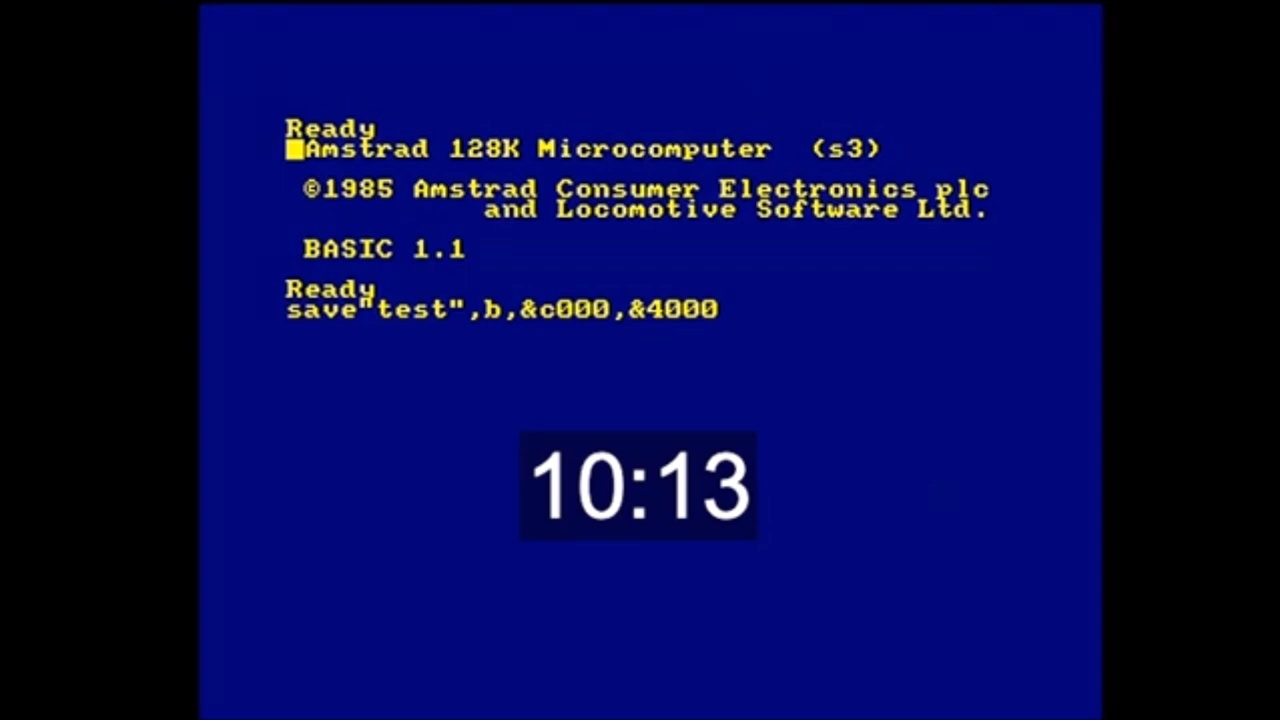 Ready
Amstrad 128K Microcomputer (s3)
©1985 Amstrad Consumer Electronics plc
and Locomotive Software Ltd.
BASIC 1.1
Ready
save"test",b,&c000,&4000
10:13